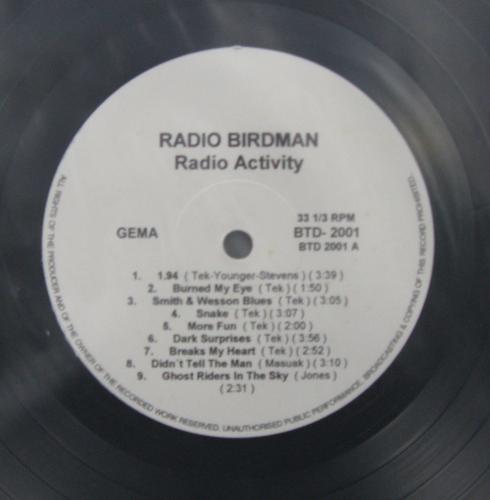 RADIO BIRDMAN
Radio Activity
33 1/3 RPM
GEMA
BTD- 2001
BTD 2001 A
1. 1.94 ( Tek-Younger-Stevens ) ( 3:39 )
2. Burned My Eye ( Tek ) ( 1:50 )
3. Smith & Wesson Blues ( Tek ) ( 3:05 )
4. Snake ( Tek ) ( 3:07 )
5. More Fun ( Tek ) ( 2:00 )
6. Dark Surprises ( Tek ) ( 3:56 )
7. Breaks My Heart ( Tek ) ( 2:52 )
8. Didn´t Tell The Man ( Masuak ) ( 3:10 )
9. Ghost Riders In The Sky ( Jones )
( 2:31 )
ALL RIGHTS OF THE PRODUCER AND OF THE OWNER OF THE RECORDED WORK RESERVED. UNAUTHORISED PUBLIC PERFORMANCE, BROADCASTING & COPYING OF THIS RECORD PROHIBITED.